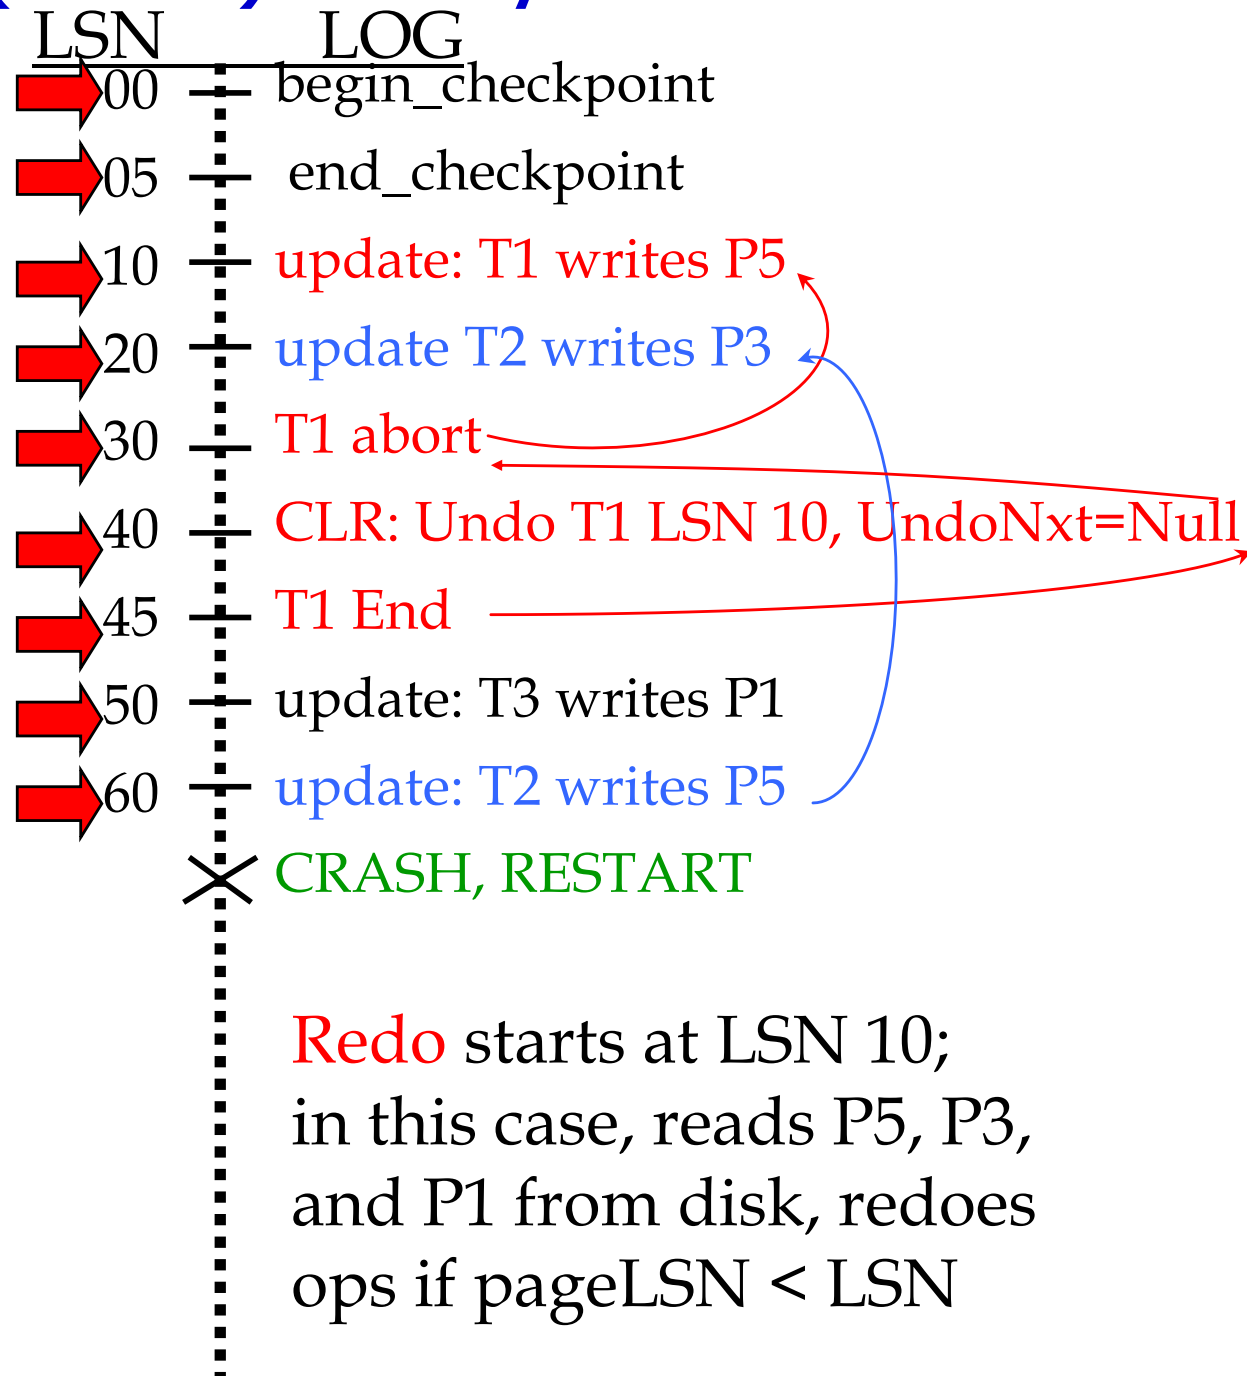 LSN LOG
00 begin_checkpoint
05 end_checkpoint
10 update: T1 writes P5
20 update T2 writes P3
30 T1 abort
40 CLR: Undo T1 LSN 10, UndoNxt=Null
45 T1 End
50 update: T3 writes P1
60 update: T2 writes P5
CRASH, RESTART
Redo starts at LSN 10;
in this case, reads P5, P3,
and P1 from disk, redoes
ops if pageLSN < LSN